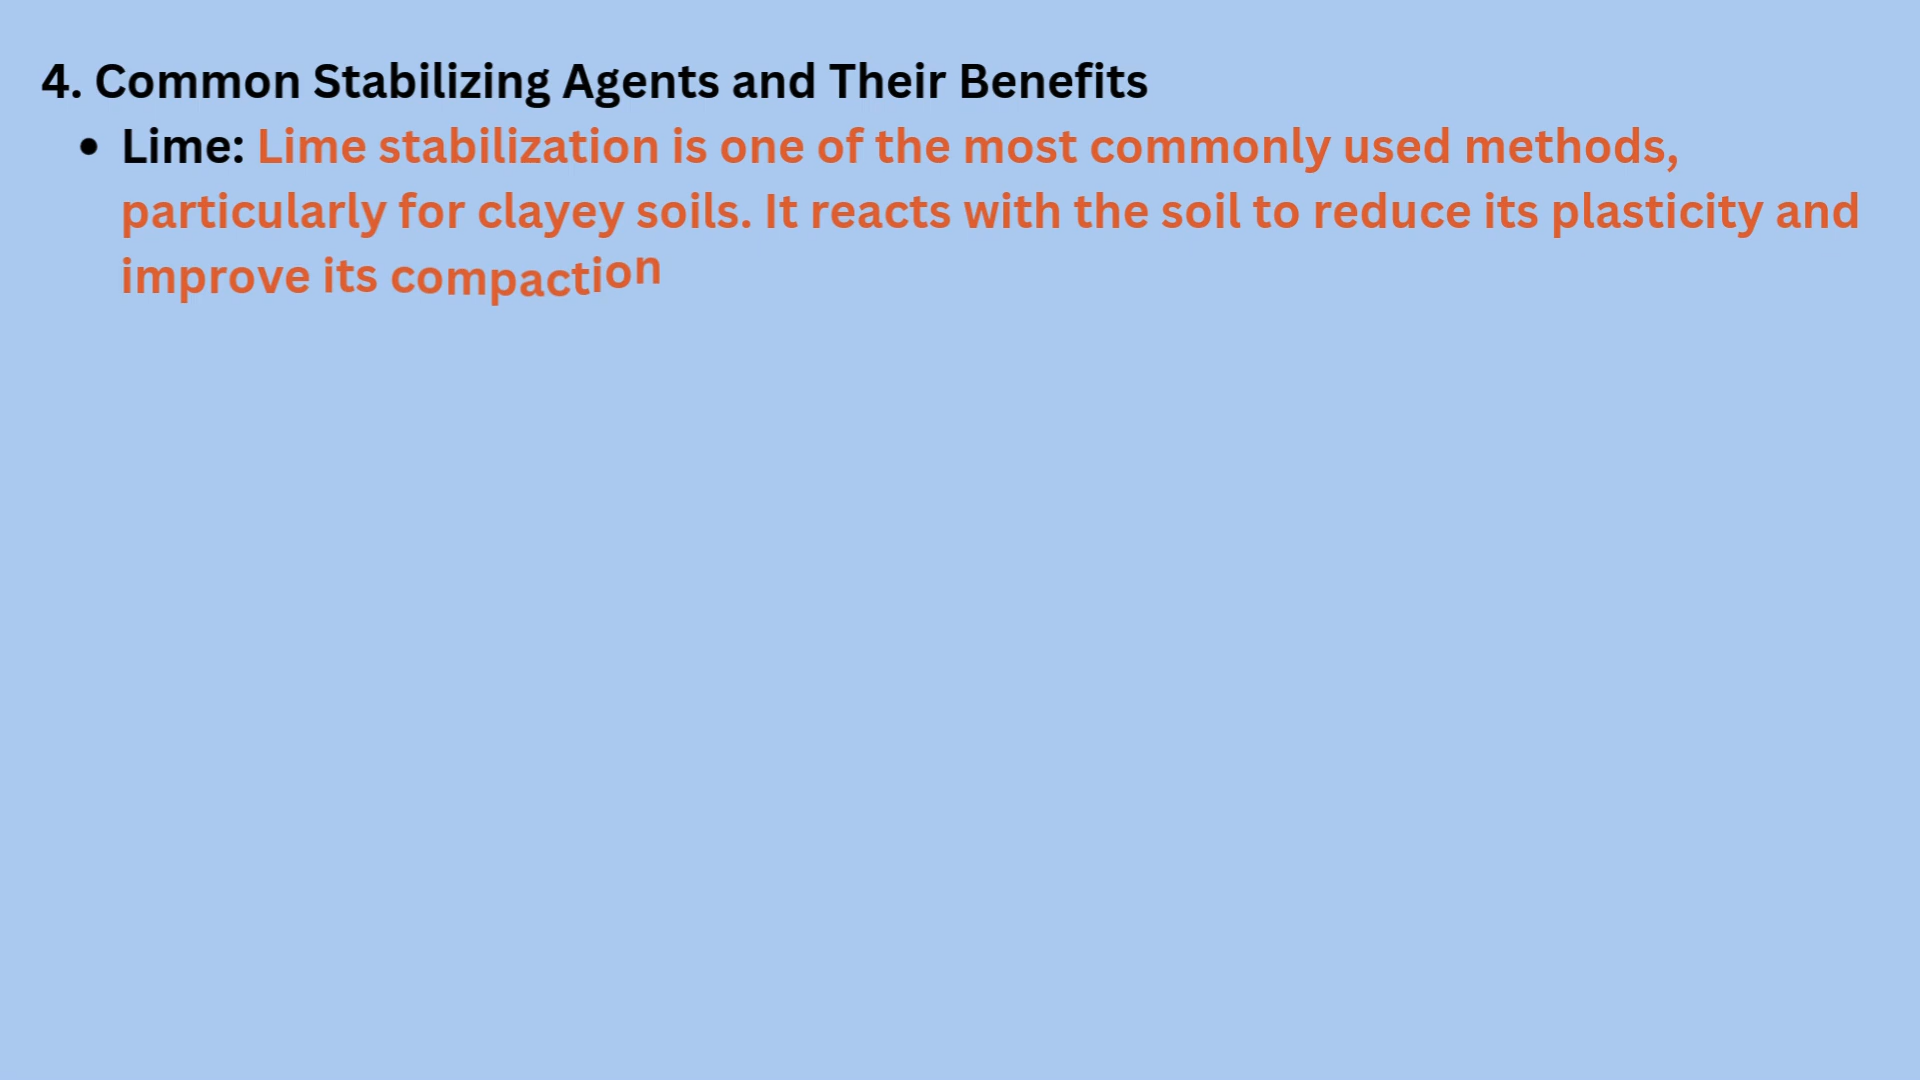 4. Common Stabilizing Agents and Their Benefits
• Lime: Lime stabilization is one of the most commonly used methods,
particularly for clayey soils. It reacts with the soil to reduce its plasticity and
improve its compaction